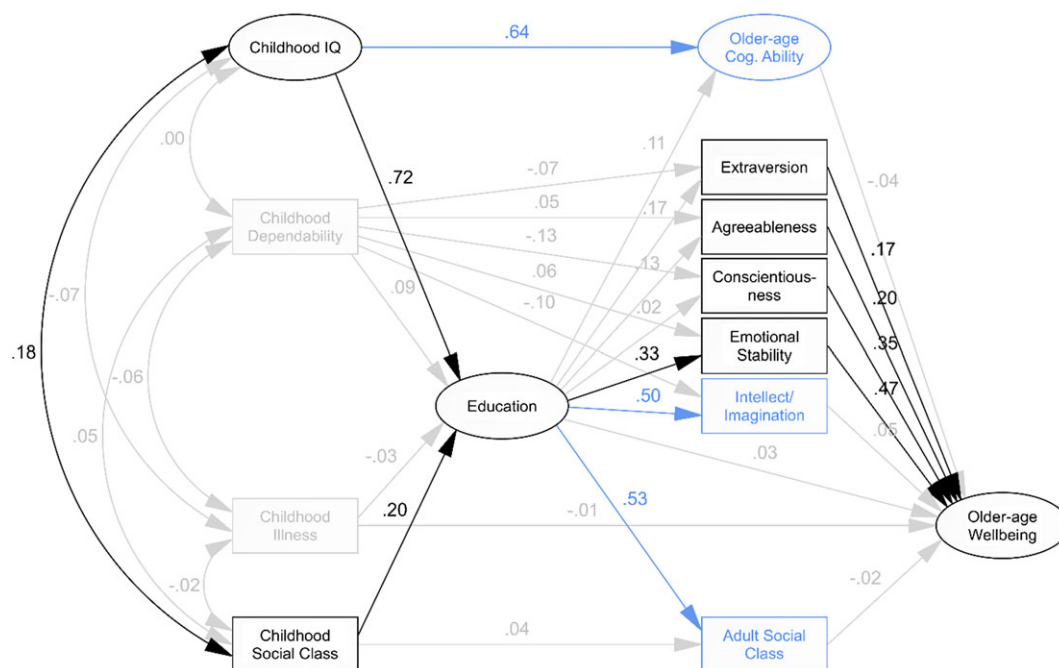 Childhood IQ
.64
Older-age
Cog. Ability
.00
.11
-.07
Extraversion
-.04
.72
.05
.17
Childhood
Dependability
Agreeableness
-.13
.17
.06
.13
Conscientious-
ness
.09
-.10
.02
.20
-.07
Emotional
Stability
.18
.33
.35
-.06
.50
Intellect/
Imagination
.47
Education
.05
.05
.03
-.03
.53
Childhood
Illness
.20
-.01
Older-age
Wellbeing
-.02
-.02
Childhood
Social Class
.04
Adult Social
Class